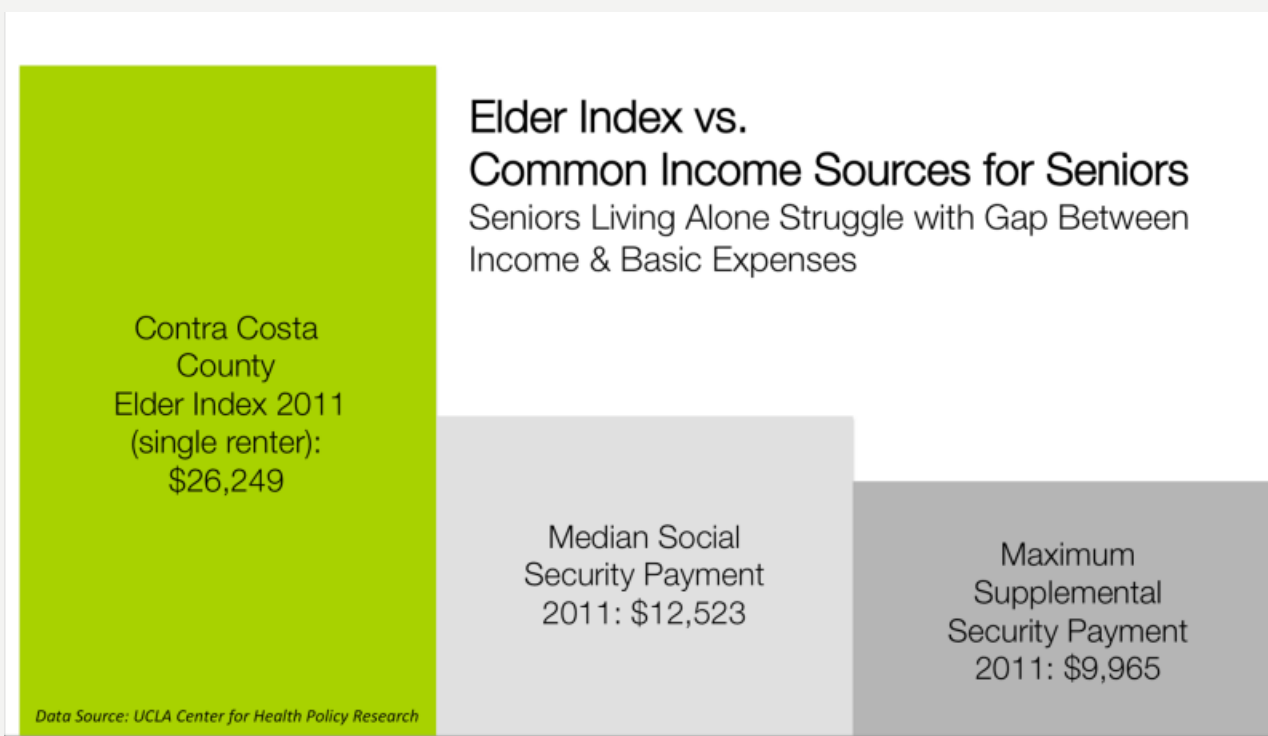 Elder Index vs.
Common Income Sources for Seniors
Seniors Living Alone Struggle with Gap Between
Income & Basic Expenses
Contra Costa
County
Elder Index 2011
(single renter):
$26,249
Median Social
Security Payment
2011: $12,523
Maximum
Supplemental
Security Payment
2011: $9,965
Data Source: UCLA Center for Health Policy Research